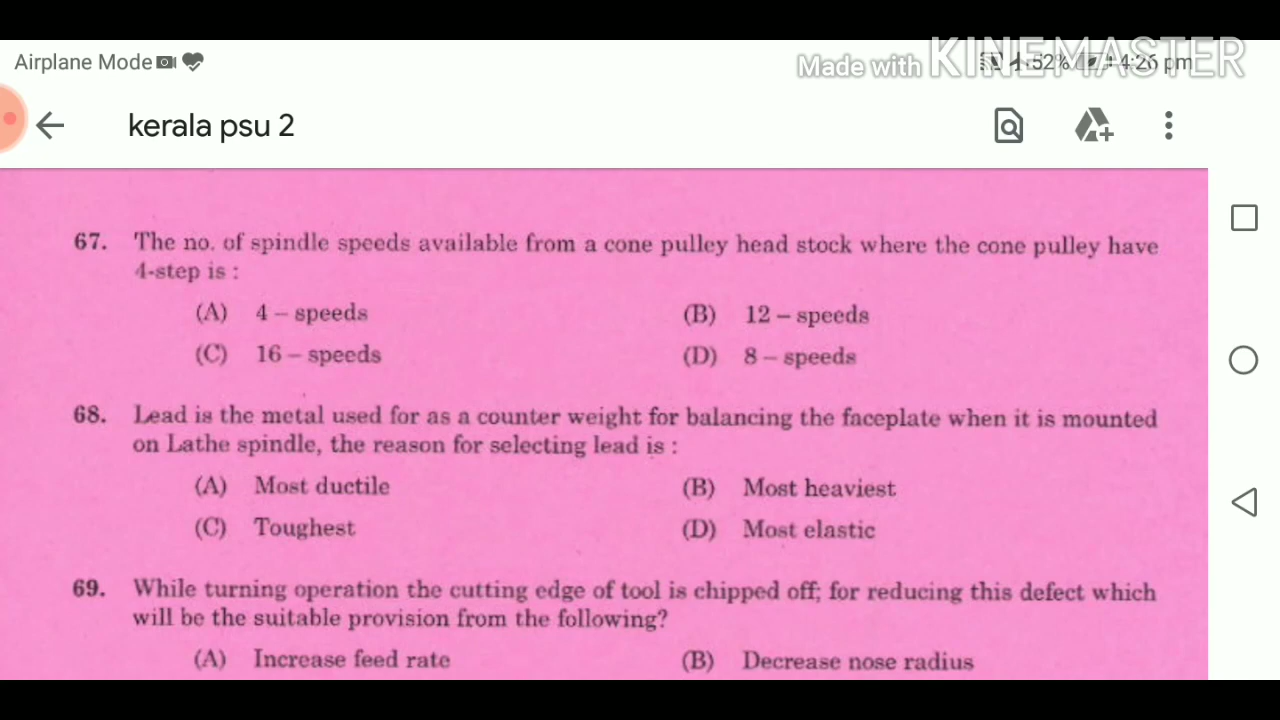 Airplane Mode
Made with KINEMASTER
52% 4:26 pm
kerala psu 2
67. The no. of spindle speeds available from a cone pulley head stock where the cone pulley have
4-step is :
(A) 4 – speeds (B) 12 – speeds
(C) 16 – speeds (D) 8 – speeds
68. Lead is the metal used for as a counter weight for balancing the faceplate when it is mounted
on Lathe spindle, the reason for selecting lead is :
(A) Most ductile (B) Most heaviest
(C) Toughest (D) Most elastic
69. While turning operation the cutting edge of tool is chipped off; for reducing this defect which
will be the suitable provision from the following?
(A) Increase feed rate (B) Decrease nose radius